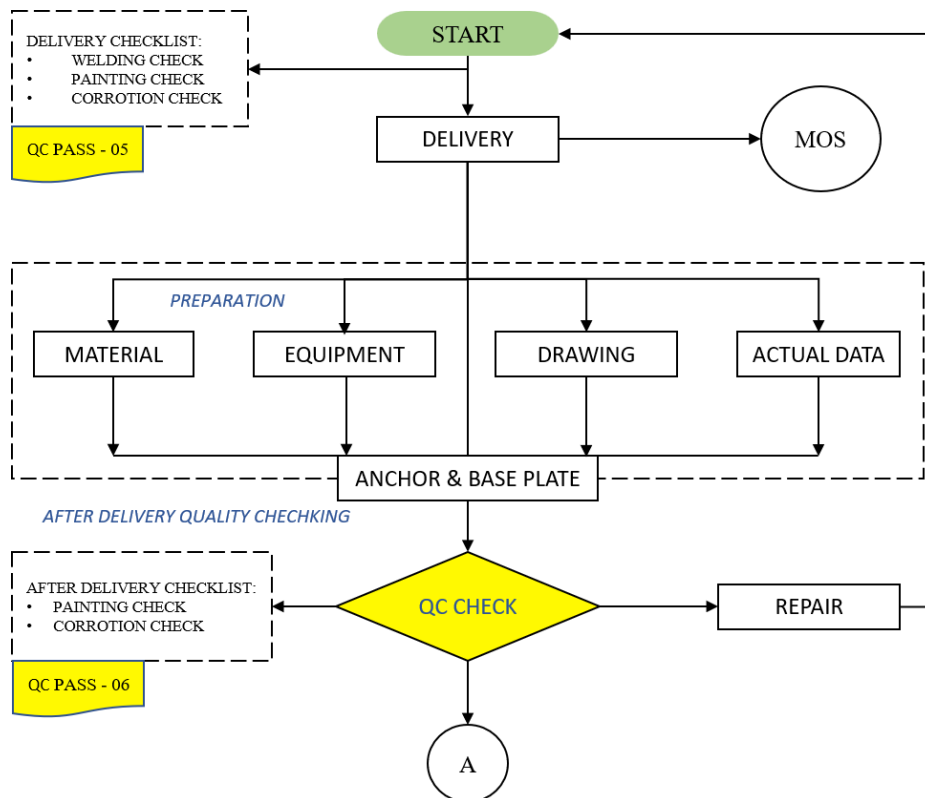 START
DELIVERY CHECKLIST:
• WELDING CHECK
• PAINTING CHECK
• CORROTION CHECK
QC PASS - 05
DELIVERY
MOS
PREPARATION
MATERIAL
EQUIPMENT
DRAWING
ACTUAL DATA
ANCHOR & BASE PLATE
AFTER DELIVERY QUALITY CHECHKING
AFTER DELIVERY CHECKLIST:
• PAINTING CHECK
• CORROTION CHECK
QC CHECK
REPAIR
QC PASS - 06
A